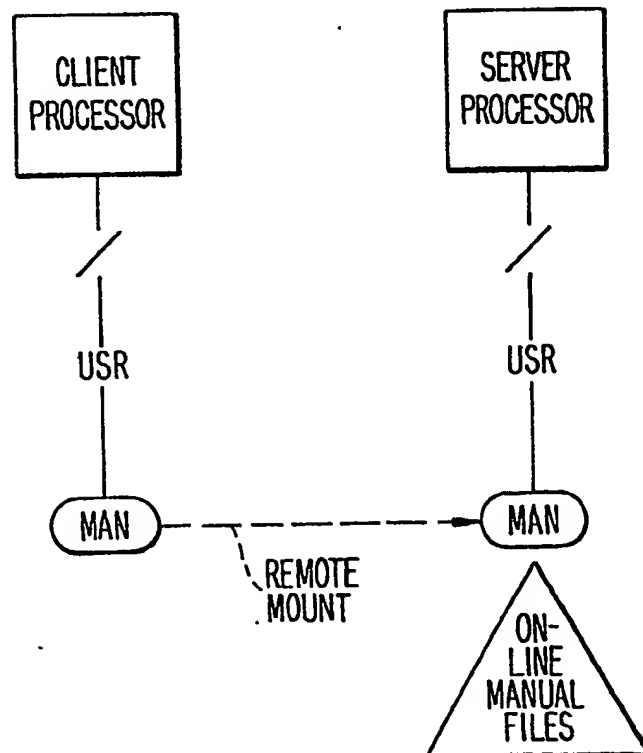 CLIENT
PROCESSOR
SERVER
PROCESSOR
/
/
USR
USR
MAN
MAN
REMOTE
MOUNT
ON-
LINE
MANUAL
FILES